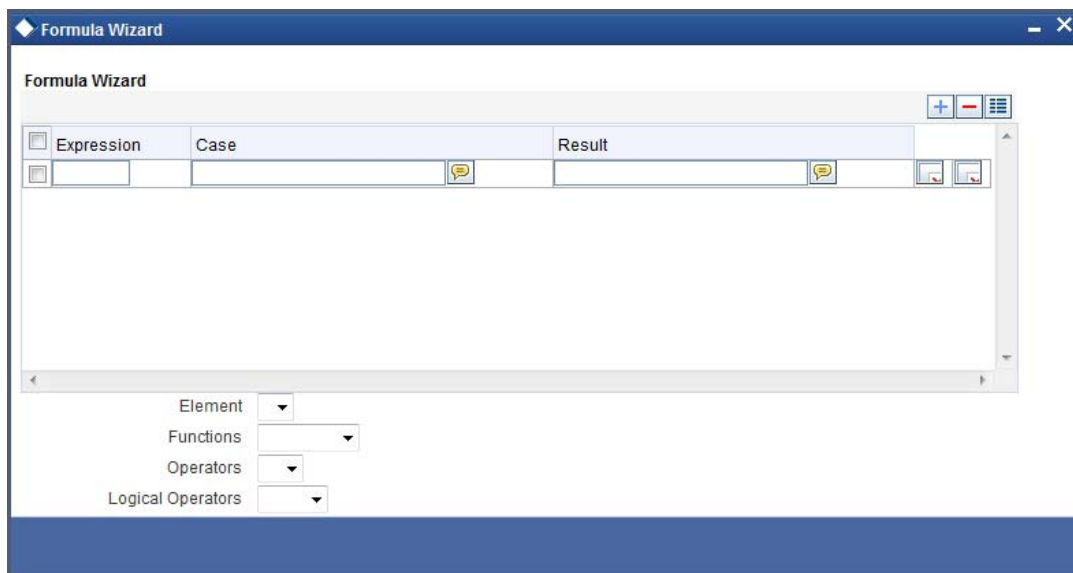 Formula Wizard
Formula Wizard
Expression Case Result
Element
Functions
Operators
Logical Operators